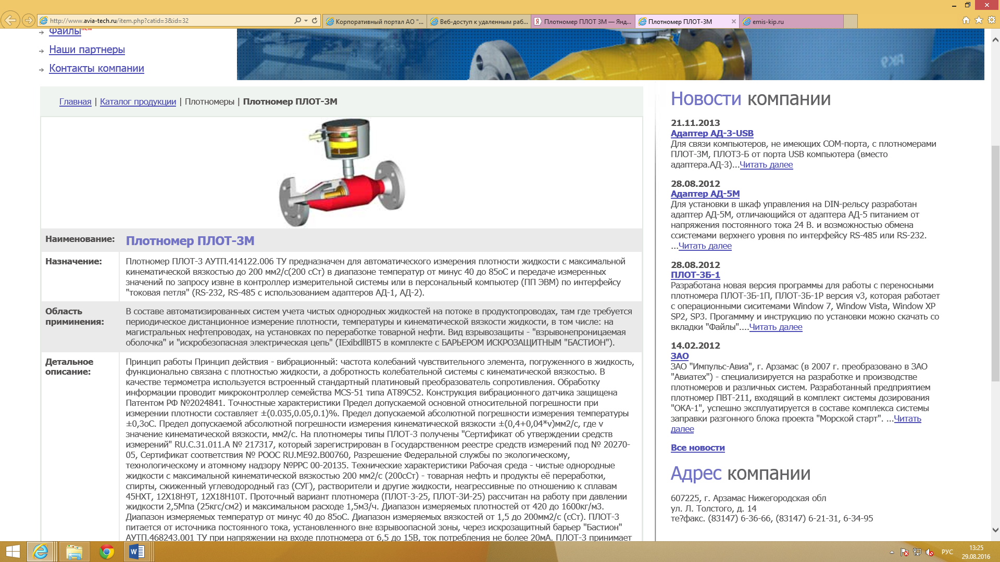 http://www.avia-tech.ru/item.php?catid=3&id=32
Корпоративный портал АО "...
Веб-доступ к удаленным раб...
Плотномер ПЛОТ 3М — Янд...
Плотномер ПЛОТ-3М
emis-kip.ru
Файлы new
Наши партнеры
Контакты компании
Главная | Каталог продукции | Плотномеры | Плотномер ПЛОТ-3М
Наименование:
Плотномер ПЛОТ-3М
Назначение:
Плотномер ПЛОТ-3 АУТП.414122.006 ТУ предназначен для автоматического измерения плотности жидкости с максимальной
кинематической вязкостью до 200 мм2/с(200 сСт) в диапазоне температур от минус 40 до 85оС и передаче измеренных
значений по запросу извне в контроллер измерительной системы или в персональный компьютер (ПП ЭВМ) по интерфейсу
"токовая петля" (RS-232, RS-485 с использованием адаптеров АД-1, АД-2).
Область
приминения:
В составе автоматизированных систем учета чистых однородных жидкостей на потоке в продуктопроводах, там где требуется
периодическое дистанционное измерение плотности, температуры и кинематической вязкости жидкости, в том числе: на
магистральных нефтепроводах, на установках по переработке товарной нефти. Вид взрывозащиты - "взрывонепроницаемая
оболочка" и "искробезопасная электрическая цепь" (IExibdllBT5 в комплекте с БАРЬЕРОМ ИСКРОЗАЩИТНЫМ "БАСТИОН").
Детальное
описание:
Принцип работы Принцип действия - вибрационный: частота колебаний чувствительного элемента, погруженного в жидкость,
функционально связана с плотностью жидкости, а добротность колебательной системы с кинематической вязкостью. В
качестве термометра используется встроенный стандартный платиновый преобразователь сопротивления. Обработку
информации проводит микроконтроллер семейства MCS-51 типа AT89C52. Конструкция вибрационного датчика защищена
Патентом РФ №2024841. Точностные характеристики Предел допускаемой основной относительной погрешности при
измерении плотности составляет ±(0.035,0.05,0.1)%. Предел допускаемой абсолютной погрешности измерения температуры
±0,3оС. Предел допускаемой абсолютной погрешности измерения кинематической вязкости ±(0,4+0,04*v)мм2/с, где v
значение кинематической вязкости, мм2/с. На плотномеры типы ПЛОТ-3 получены "Сертификат об утверждении средств
измерений" RU.C.31.011.A № 217317, который зарегистрирован в Государственном реестре средств измерений под № 20270-
05, Сертификат соответствия № РООС RU.ME92.B00760, Разрешение Федеральной службы по экологическому,
технологическому и атомному надзору №РРС 00-20135. Технические характеристики Рабочая среда - чистые однородные
жидкости с максимальной кинематической вязкостью 200 мм2/с (200сСт) - товарная нефть и продукты её переработки,
спирты, сжиженный углеводородный газ (СУГ), растворители и другие жидкости, неагрессивные по отношению к сплавам
45НХТ, 12Х18Н9Т, 12Х18Н10Т. Проточный вариант плотномера (ПЛОТ-3-25, ПЛОТ-3И-25) рассчитан на работу при давлении
жидкости 2,5Мпа (25кгс/см2) и максимальном расходе 1,5м3/ч. Диапазон измеряемых плотностей от 420 до 1600кг/м3.
Диапазон измеряемых температур от минус 40 до 85оС. Диапазон измеряемых вязкостей от 1,5 до 200мм2/с (сСт). ПЛОТ-3
питается от источника постоянного тока, установленного вне взрывоопасной зоны, через искрозащитный барьер "Бастион"
АУТП.468243.001 ТУ при напряжении на входе плотномера от 6,5 до 15В, ток потребления не более 20мА. ПЛОТ-3 принимает
Новости компании
21.11.2013
Адаптер АД-3-USB
Для связи компьютеров, не имеющих COM-порта, с плотномерами
ПЛОТ-3М, ПЛОТ3-Б от порта USB компьютера (вместо
адаптера.АД-3)...Читать далее
28.08.2012
Адаптер АД-5М
Для установки в шкаф управления на DIN-рельсу разработан
адаптер АД-5М, отличающийся от адаптера АД-5 питанием от
напряжения постоянного тока 24 В. и возможностью обмена
ссистемами верхнего уровня по интерфейсу RS-485 или RS-232.
...Читать далее
28.08.2012
ПЛОТ-3Б-1
Разработана новая версия программы для работы с переносными
плотномера ПЛОТ-3Б-1П, ПЛОТ-3Б-1Р версия v3, которая работает
с операционными сиситемами Window 7, Window Vista, Window XP
SP2, SP3. Прогаммму и инструкцию по установки можно скачать со
вкладки "Файлы"....Читать далее
14.02.2012
ЗАО
ЗАО "Импульс-Авиа", г. Арзамас (в 2007 г. преобразовано в ЗАО
"Авиатех") - специализируется на разработке и производстве
плотномеров и различных систем. Разработанный предприятием
плотномер ПВТ-211, входящий в комплект системы дозирования
"ОКА-1", успешно эксплуатируется в составе комплекса системы
заправки разгонного блока проекта "Морской старт". ...Читать
далее
Все новости
Адрес компании
607225, г. Арзамас Нижегородская обл
ул. Л. Толстого, д. 14
те?факс. (83147) 6-36-66, (83147) 6-21-31, 6-34-95
РУС
13:25
29.08.2016